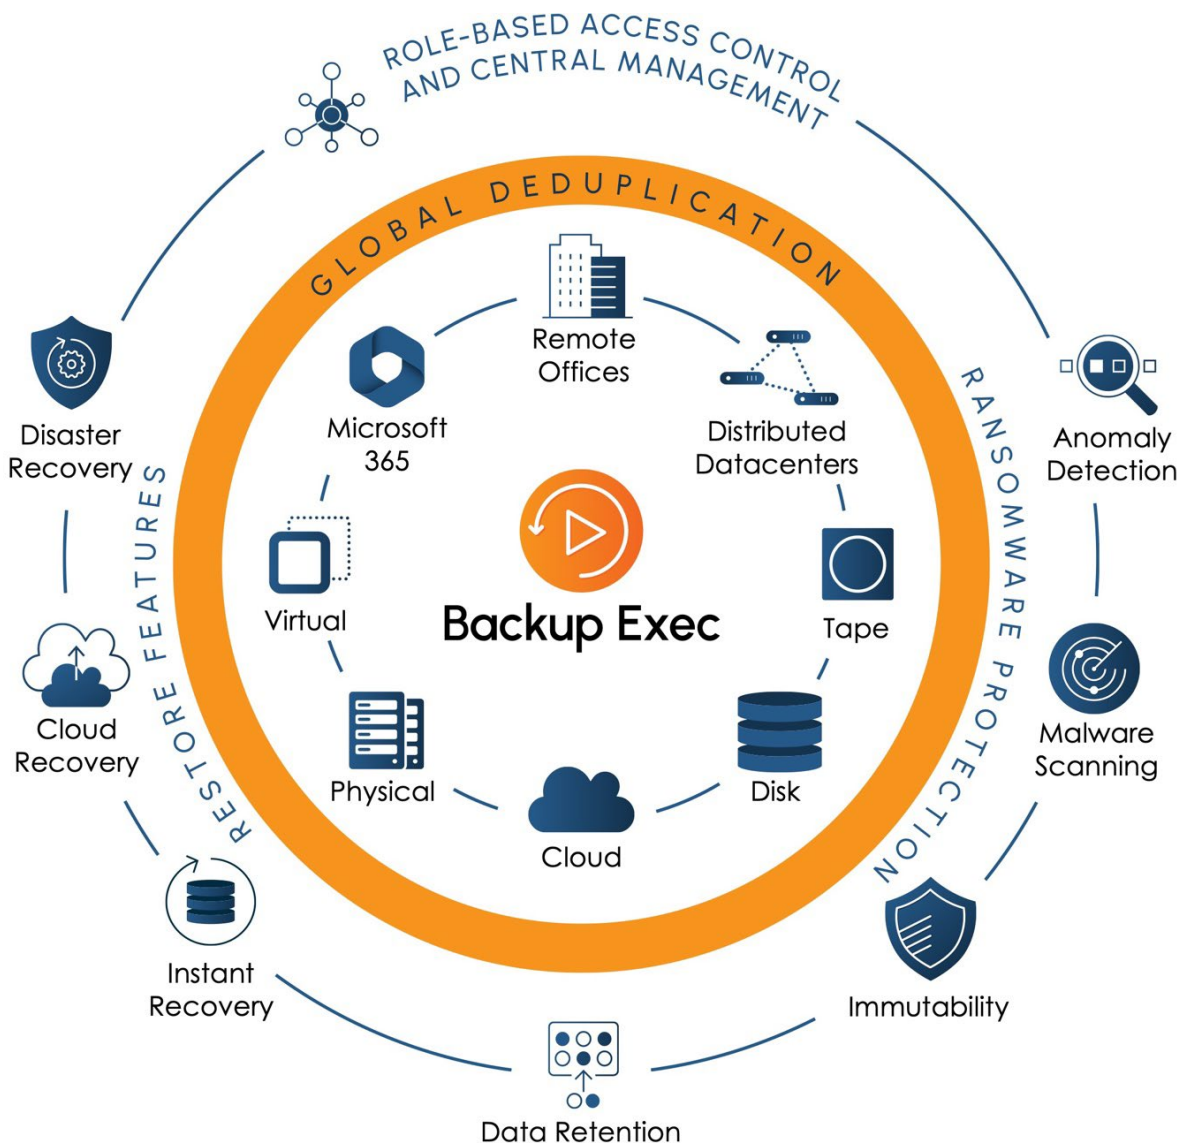 ROLE-BASED ACCESS CONTROL
AND CENTRAL MANAGEMENT
GLOBAL DEDUPLICATION
Remote
Offices
Microsoft
365
Distributed
Datacenters
Disaster
Recovery
Anomaly
Detection
RESTORE FEATURES
RANSOMWARE PROTECTION
Virtual
Backup Exec
Tape
Cloud
Recovery
Malware
Scanning
Physical
Disk
Cloud
Instant
Recovery
Immutability
Data Retention